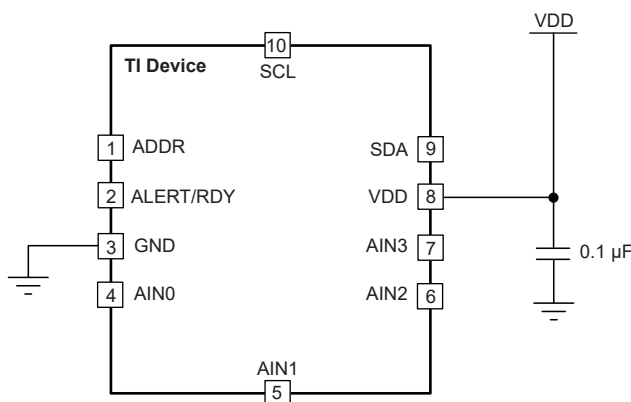 VDD
10
TI Device
SCL
1 ADDR
SDA 9
2 ALERT/RDY
VDD 8
3 GND
AIN3 7
0.1 µF
4 AIN0
AIN2 6
AIN1
5